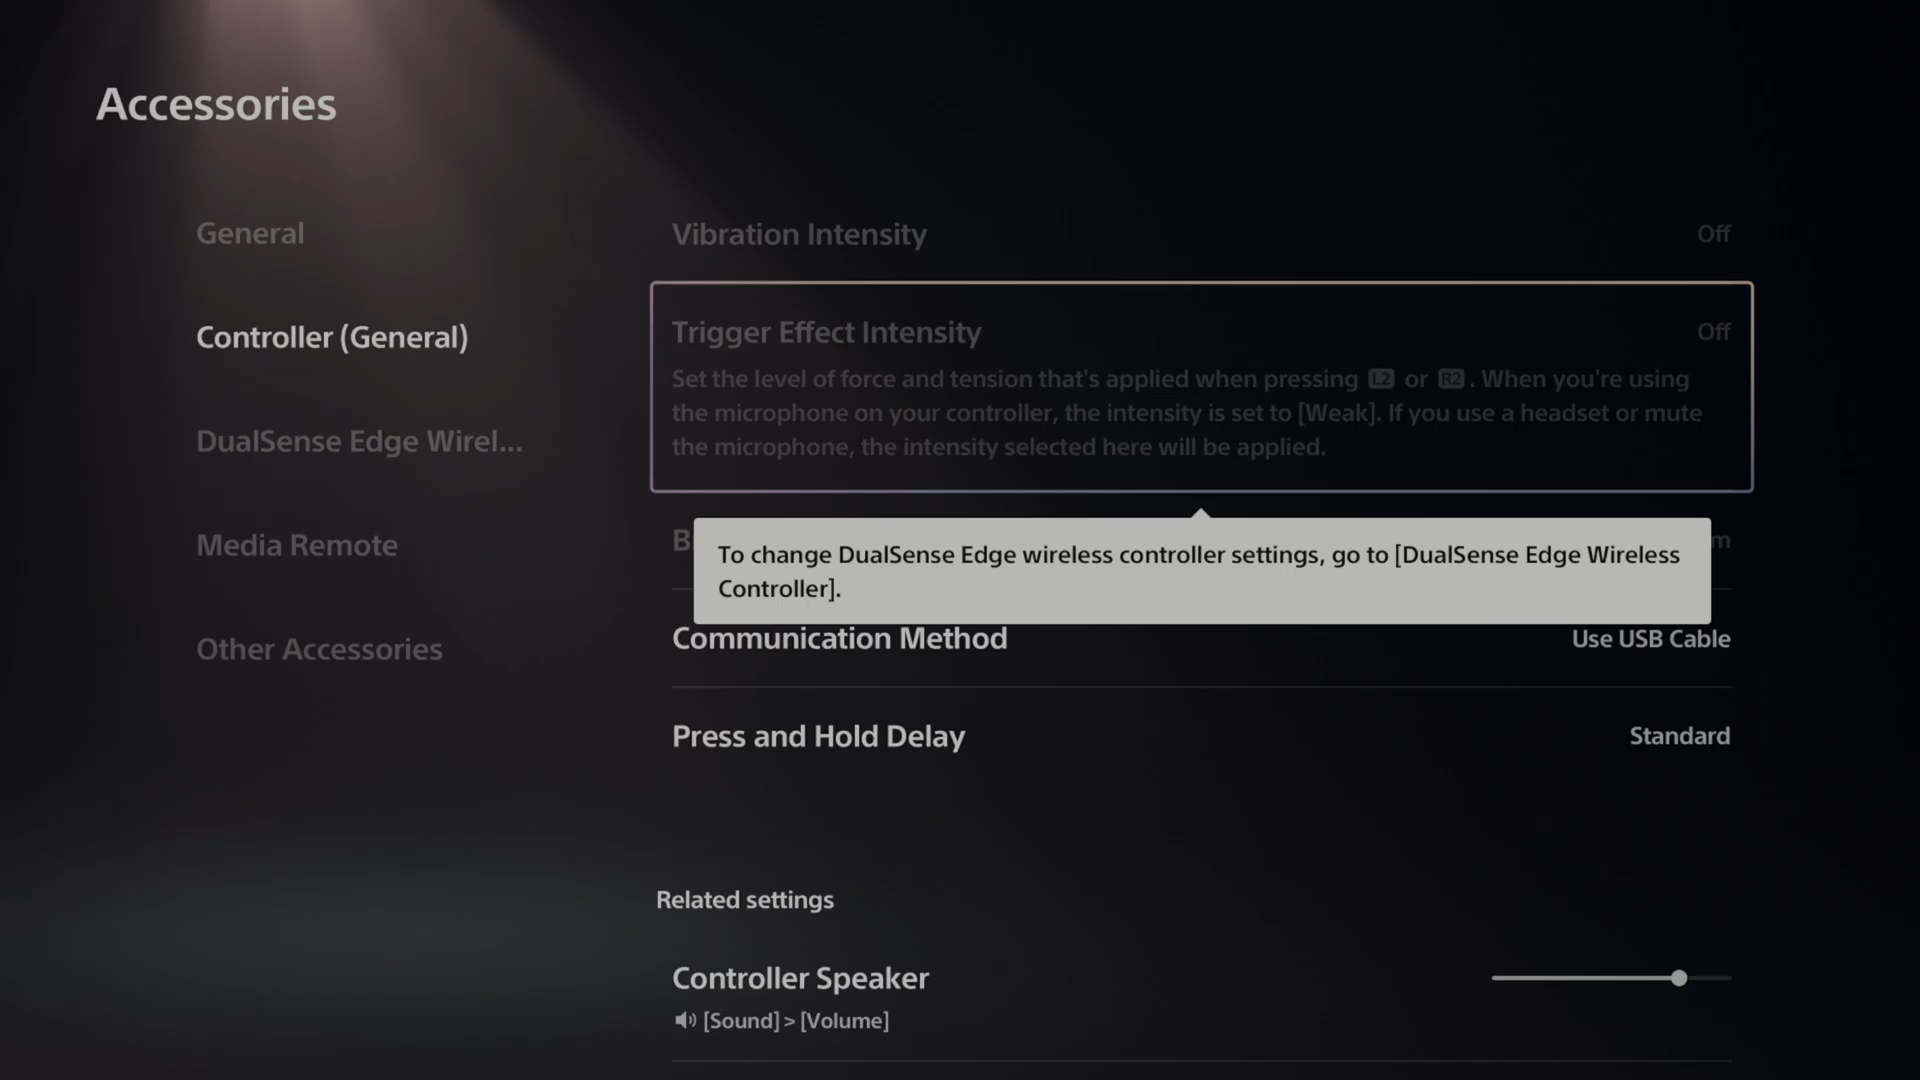 Accessories
General
Controller (General)
DualSense Edge Wirel...
Media Remote
Other Accessories
Vibration Intensity Off
Trigger Effect Intensity Off
Set the level of force and tension that's applied when pressing L2 or R2. When you're using
the microphone on your controller, the intensity is set to [Weak]. If you use a headset or mute
the microphone, the intensity selected here will be applied.
To change DualSense Edge wireless controller settings, go to [DualSense Edge Wireless
Controller].
Communication Method Use USB Cable
Press and Hold Delay Standard
Related settings
Controller Speaker
[Sound] > [Volume]